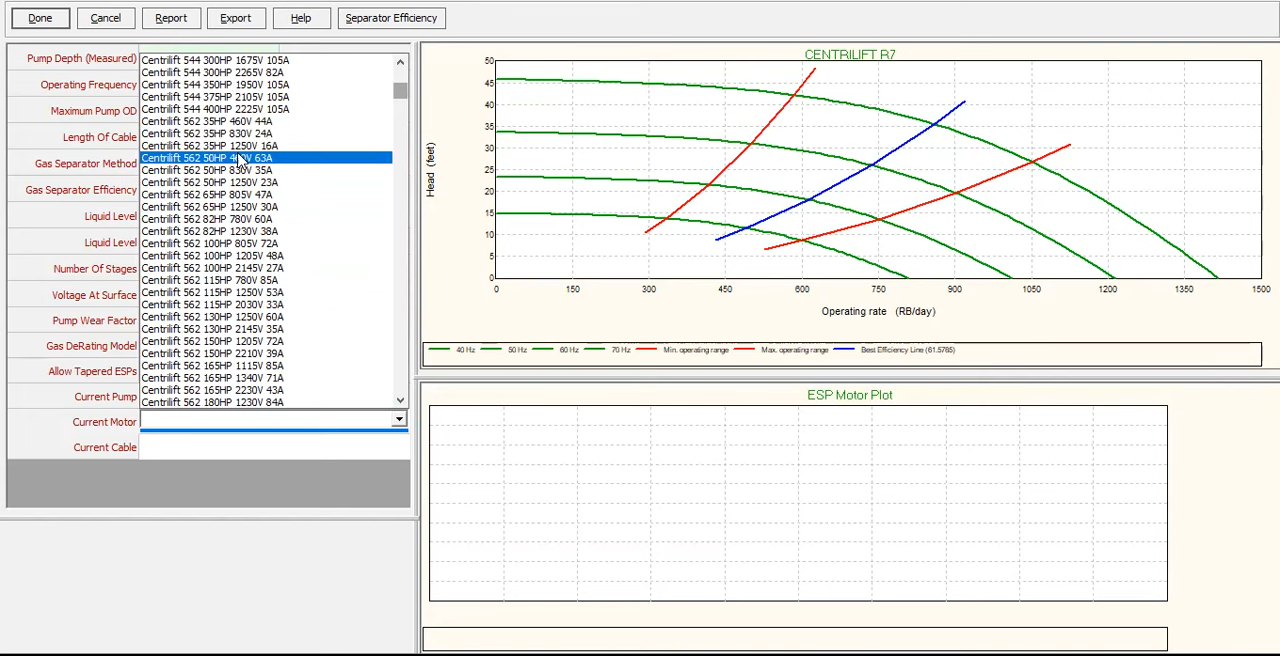 Done Cancel Report Export Help Separator Efficiency
Pump Depth (Measured)
Operating Frequency
Maximum Pump OD
Length Of Cable
Gas Separator Method
Gas Separator Efficiency
Liquid Level
Liquid Level
Number Of Stages
Voltage At Surface
Pump Wear Factor
Gas DeRating Model
Allow Tapered ESPs
Current Pump
Current Motor
Current Cable
Centrilift 544 300HP 1675V 105A
Centrilift 544 300HP 2265V 82A
Centrilift 544 350HP 1950V 105A
Centrilift 544 375HP 2105V 105A
Centrilift 544 400HP 2225V 105A
Centrilift 562 35HP 460V 44A
Centrilift 562 35HP 830V 24A
Centrilift 562 35HP 1250V 16A
Centrilift 562 50HP 460V 63A
Centrilift 562 50HP 830V 35A
Centrilift 562 50HP 1250V 23A
Centrilift 562 65HP 805V 47A
Centrilift 562 65HP 1250V 30A
Centrilift 562 82HP 780V 60A
Centrilift 562 82HP 1230V 38A
Centrilift 562 100HP 805V 72A
Centrilift 562 100HP 1205V 48A
Centrilift 562 100HP 2145V 27A
Centrilift 562 115HP 780V 85A
Centrilift 562 115HP 1250V 53A
Centrilift 562 115HP 2030V 33A
Centrilift 562 130HP 1250V 60A
Centrilift 562 130HP 2145V 35A
Centrilift 562 150HP 1205V 72A
Centrilift 562 150HP 2210V 39A
Centrilift 562 165HP 1115V 85A
Centrilift 562 165HP 1340V 71A
Centrilift 562 165HP 2230V 43A
Centrilift 562 180HP 1230V 84A
CENTRILIFT R7
Head (feet)
50
45
40
35
30
25
20
15
10
5
0
0 150 300 450 600 750 900 1050 1200 1350 1500
Operating rate (RB/day)
40 Hz 50 Hz 60 Hz 70 Hz Min. operating range Max. operating range Best Efficiency Line (61.5785)
ESP Motor Plot